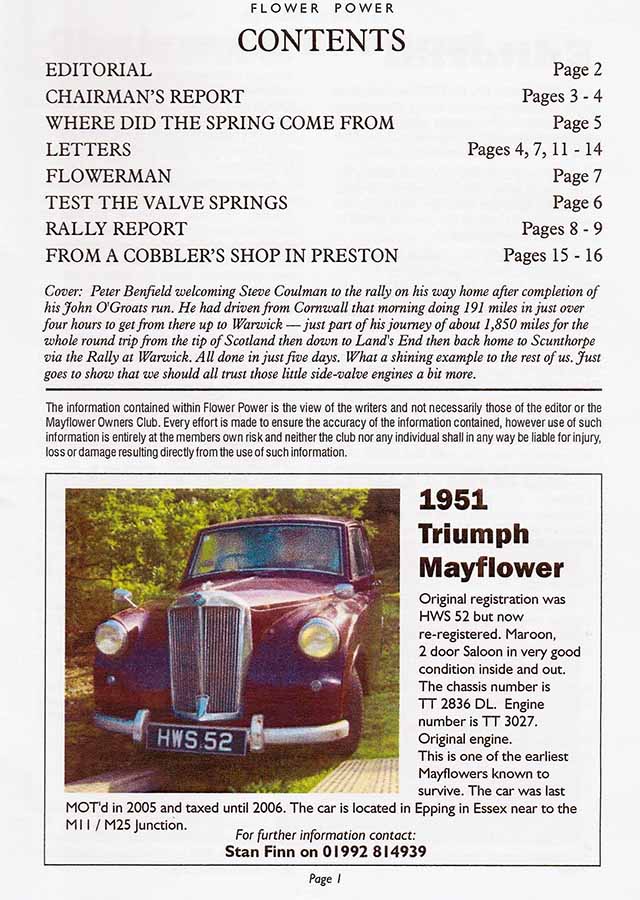 FLOWER POWER
CONTENTS
EDITORIAL Page 2
CHAIRMAN'S REPORT Pages 3 - 4
WHERE DID THE SPRING COME FROM Page 5
LETTERS Pages 4, 7, 11 - 14
FLOWERMAN Page 7
TEST THE VALVE SPRINGS Page 6
RALLY REPORT Pages 8 - 9
FROM A COBBLER'S SHOP IN PRESTON Pages 15 - 16
Cover: Peter Benfield welcoming Steve Coulman to the rally on his way home after completion of
his John O'Groats run. He had driven from Cornwall that morning doing 191 miles in just over
four hours to get from there up to Warwick — just part of his journey of about 1,850 miles for the
whole round trip from the tip of Scotland then down to Land's End then back home to Scunthorpe
via the Rally at Warwick. All done in just five days. What a shining example to the rest of us. Just
goes to show that we should all trust those little side-valve engines a bit more.
The information contained within Flower Power is the view of the writers and not necessarily those of the editor or the
Mayflower Owners Club. Every effort is made to ensure the accuracy of the information contained, however use of such
information is entirely at the members own risk and neither the club nor any individual shall in any way be liable for injury,
loss or damage resulting directly from the use of such information.
HWS 52
1951
Triumph
Mayflower
Original registration was
HWS 52 but now
re-registered. Maroon,
2 door Saloon in very good
condition inside and out.
The chassis number is
TT 2836 DL. Engine
number is TT 3027.
Original engine.
This is one of the earliest
Mayflowers known to
survive. The car was last
MOT'd in 2005 and taxed until 2006. The car is located in Epping in Essex near to the
M11 / M25 Junction.
For further information contact:
Stan Finn on 01992 814939
Page 1